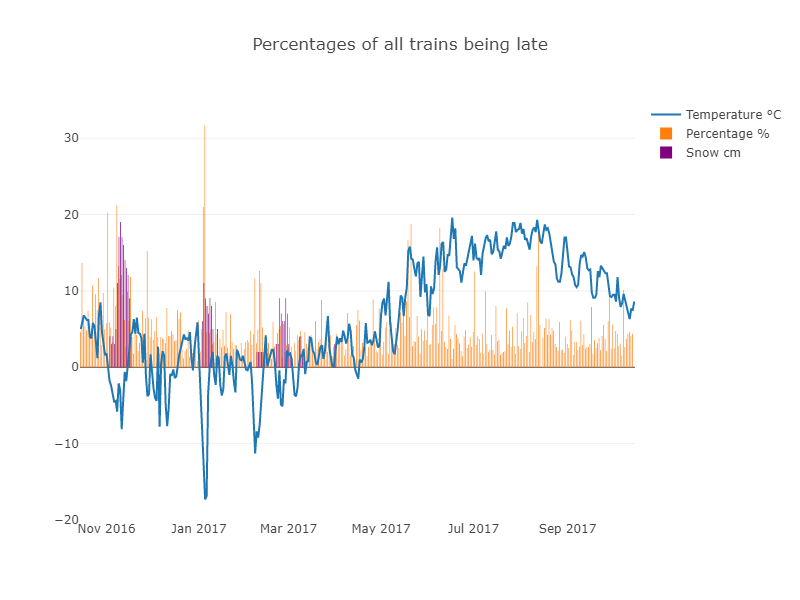 Percentages of all trains being late
Temperature °C
Percentage %
Snow cm
30
20
10
0
−10
−20
Nov 2016
Jan 2017
Mar 2017
May 2017
Jul 2017
Sep 2017